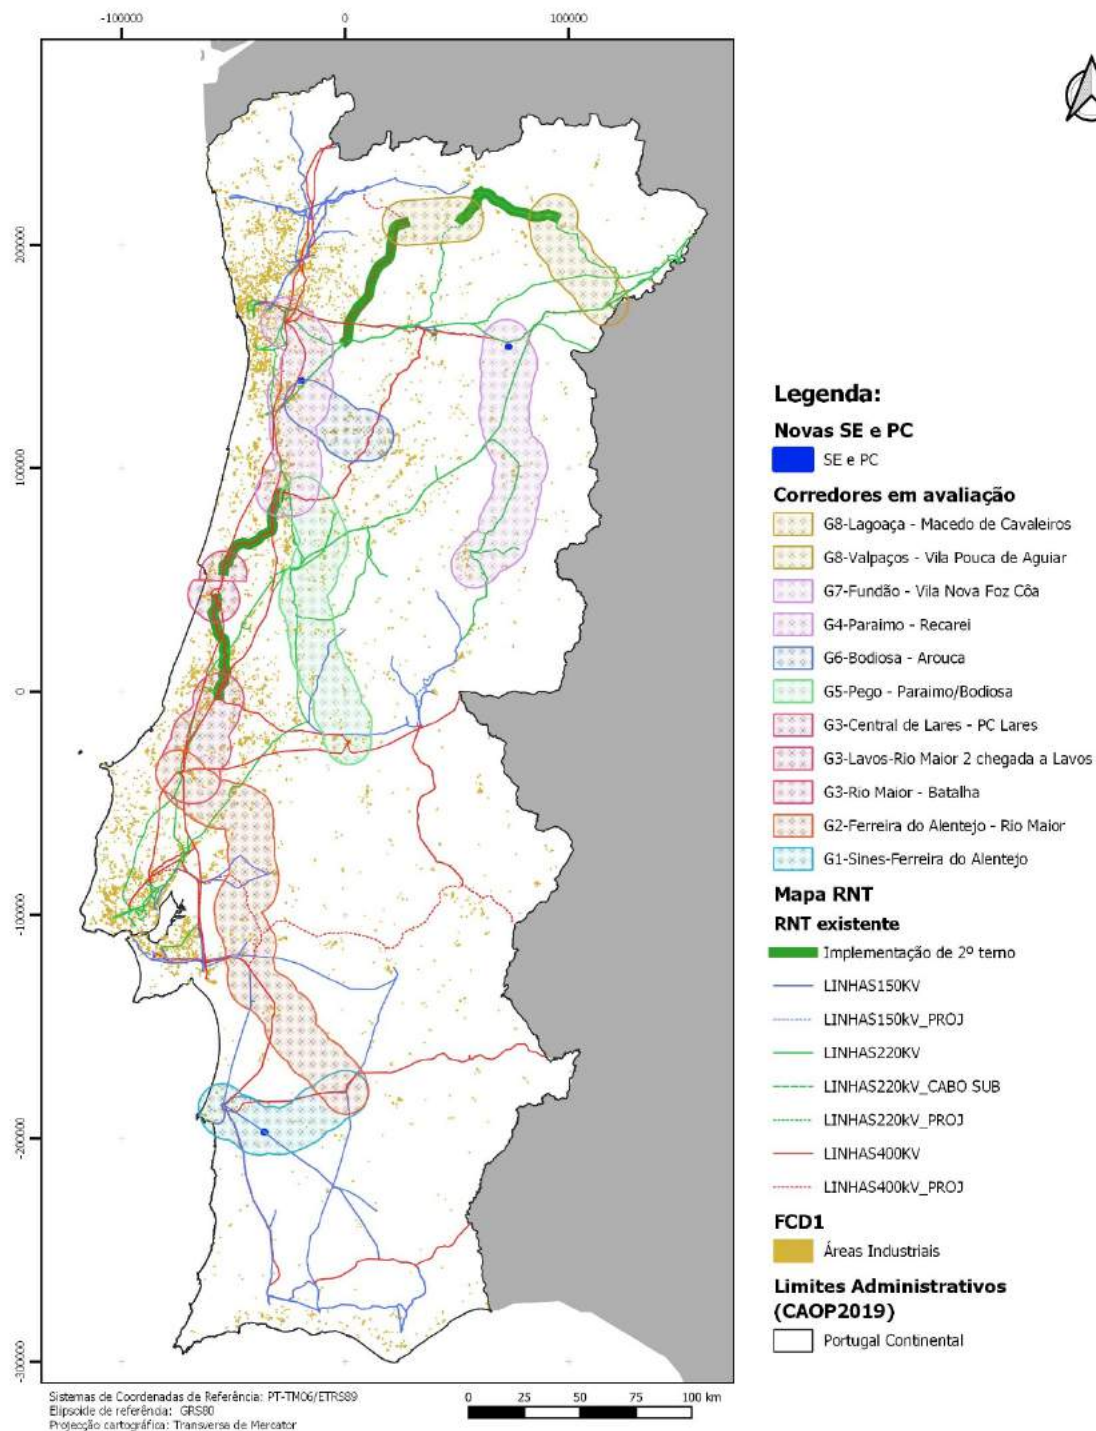 -100000
0
100000
200000
100000
0
-100000
-200000
-300000
Legenda:
Novas SE e PC
SE e PC
Corredores em avaliação
G8-Lagoaça - Macedo de Cavaleiros
G8-Valpaços - Vila Pouca de Aguiar
G7-Fundão - Vila Nova Foz Côa
G4-Paraimo - Recarei
G6-Bodiosa - Arouca
G5-Pego - Paraimo/Bodiosa
G3-Central de Lares - PC Lares
G3-Lavos-Rio Maior 2 chegada a Lavos
G3-Rio Maior - Batalha
G2-Ferreira do Alentejo - Rio Maior
G1-Sines-Ferreira do Alentejo
Mapa RNT
RNT existente
Implementação de 2º terno
LINHAS150KV
LINHAS150kV_PROJ
LINHAS220KV
LINHAS220kV_CABO SUB
LINHAS220kV_PROJ
LINHAS400KV
LINHAS400kV_PROJ
FCD1
Áreas Industriais
Limites Administrativos
(CAOP2019)
Portugal Continental
Sistemas de Coordenadas de Referência: PT-TM06/ETRS89
Elipsoide de referência: GRS80
Projecção cartográfica: Transversa de Mercator
0 25 50 75 100 km